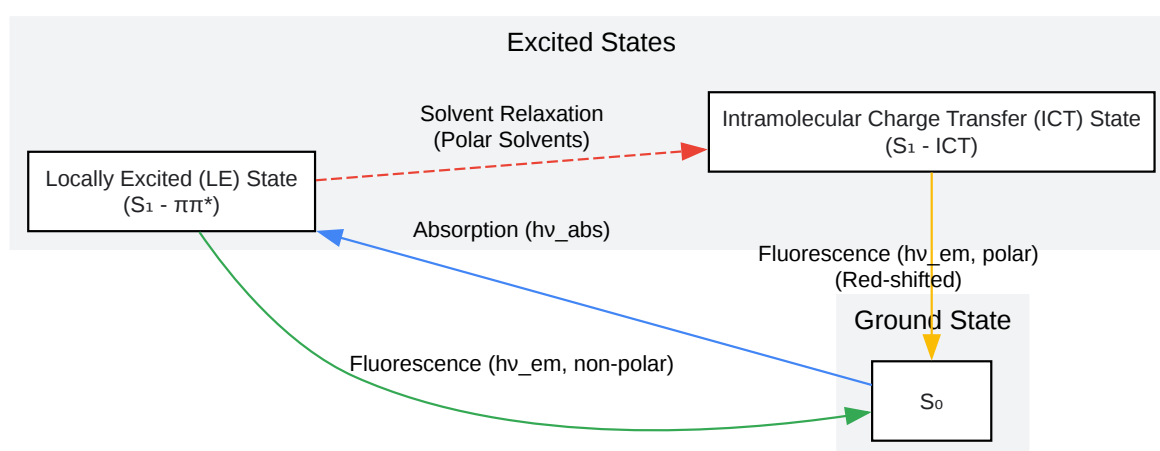 Excited States
Solvent Relaxation
(Polar Solvents)
Intramolecular Charge Transfer (ICT) State
(S₁ - ICT)
Locally Excited (LE) State
(S₁ - ππ*)
Absorption (hν_abs)
Fluorescence (hν_em, polar)
(Red-shifted)
Ground State
Fluorescence (hν_em, non-polar)
S₀